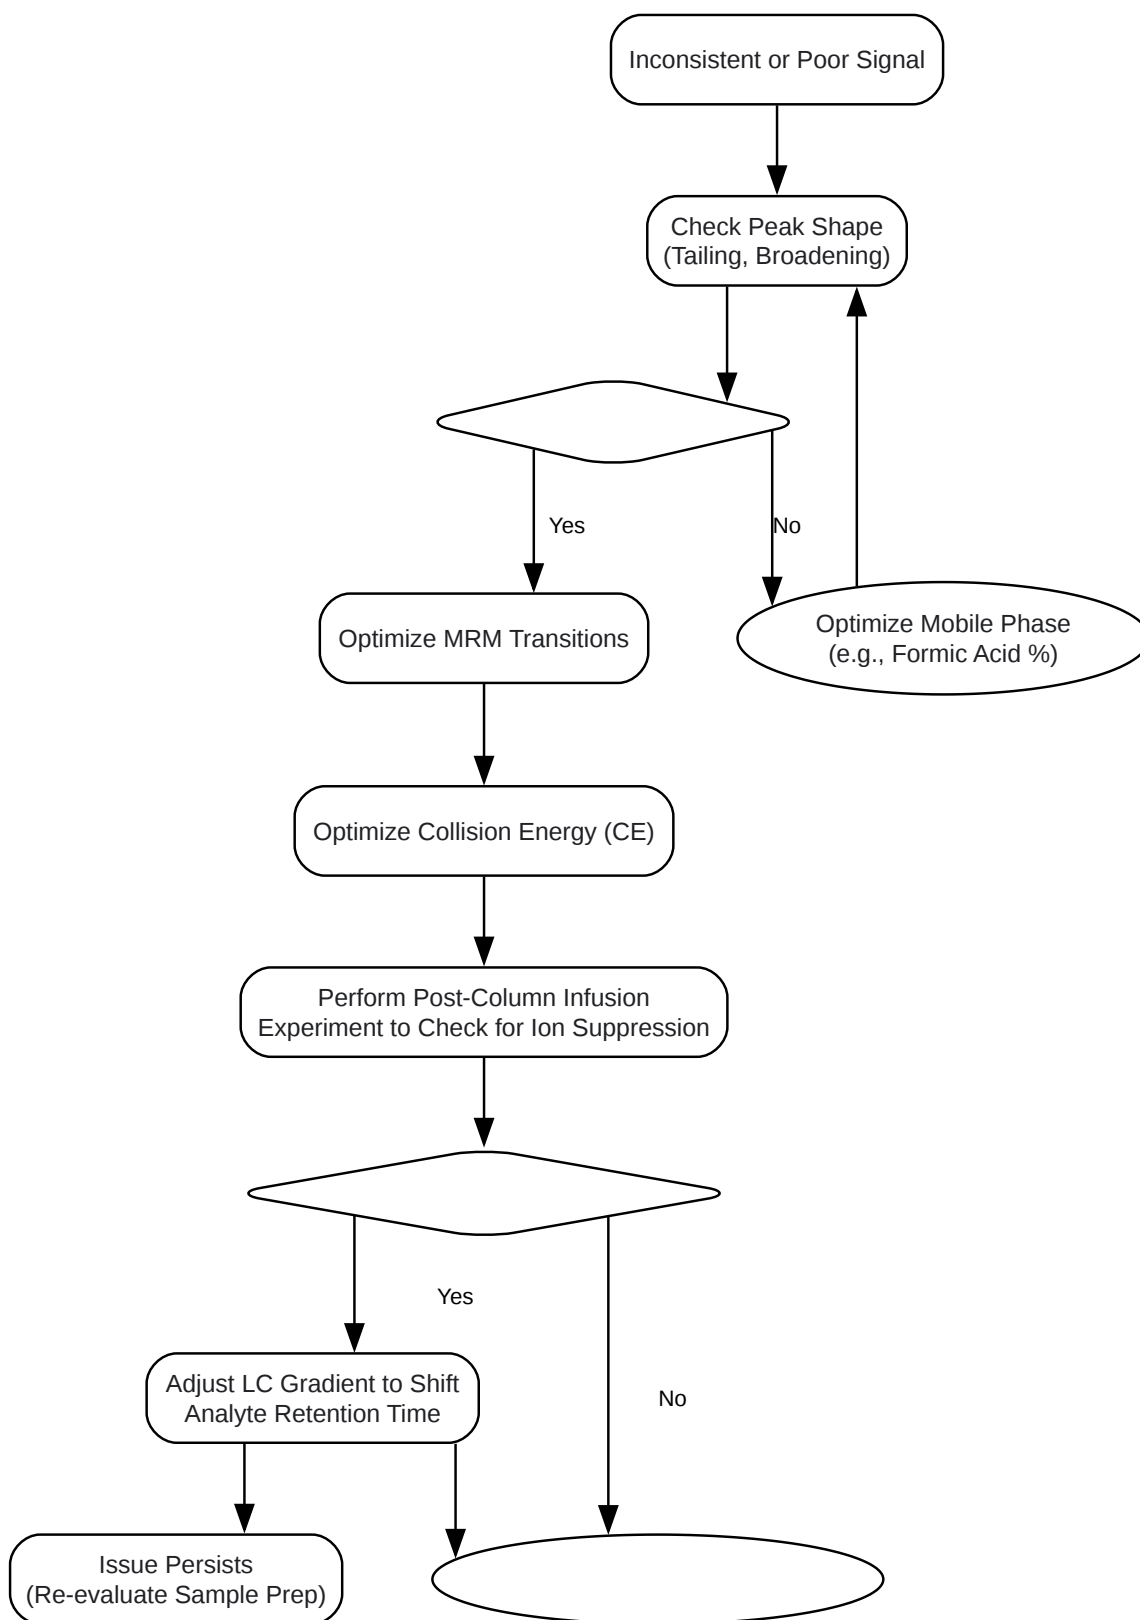 Inconsistent or Poor Signal
Check Peak Shape
(Tailing, Broadening)
Yes
No
Optimize MRM Transitions
Optimize Mobile Phase
(e.g., Formic Acid %)
Optimize Collision Energy (CE)
Perform Post-Column Infusion
Experiment to Check for Ion Suppression
Yes
Adjust LC Gradient to Shift
Analyte Retention Time
No
Issue Persists
(Re-evaluate Sample Prep)